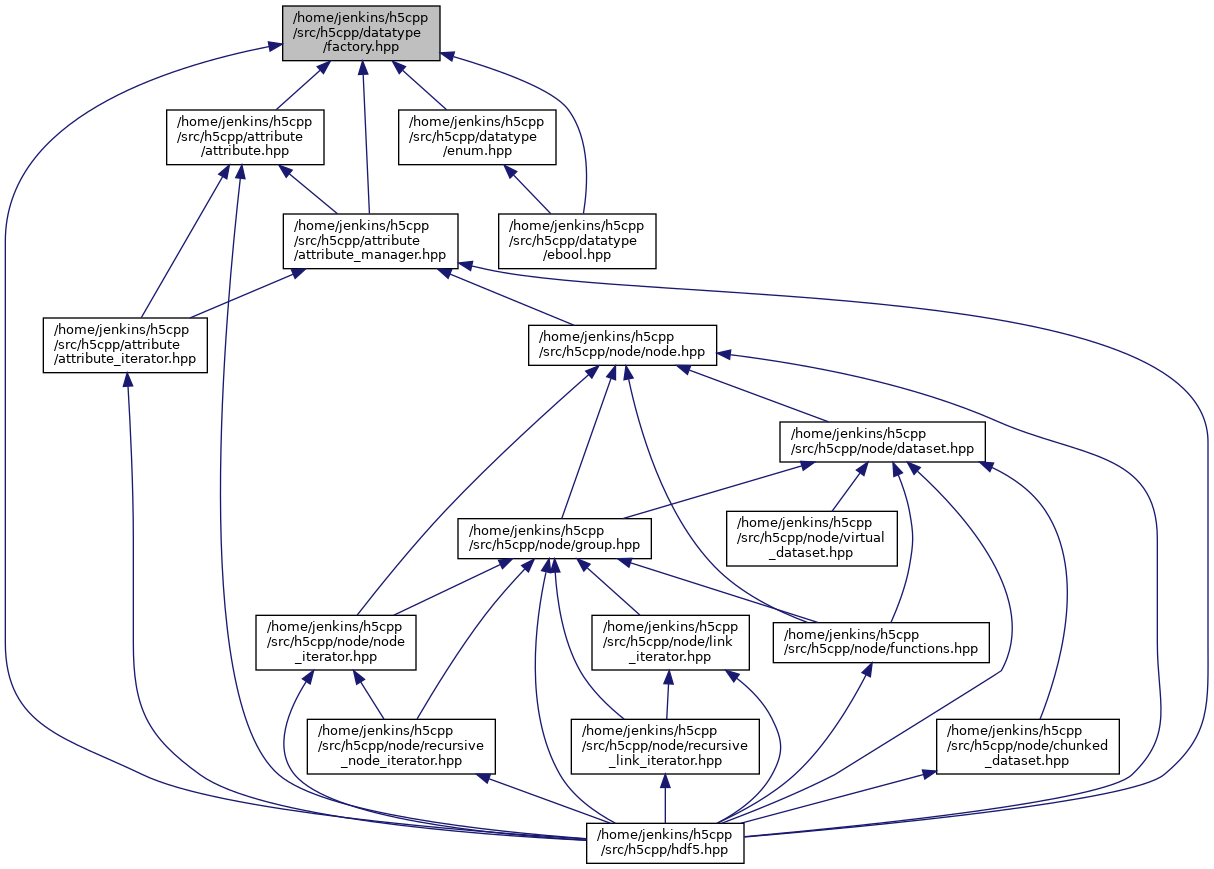 /home/jenkins/h5cpp
/src/h5cpp/datatype
/factory.hpp
/home/jenkins/h5cpp
/src/h5cpp/attribute
/attribute.hpp
/home/jenkins/h5cpp
/src/h5cpp/datatype
/enum.hpp
/home/jenkins/h5cpp
/src/h5cpp/attribute
/attribute_manager.hpp
/home/jenkins/h5cpp
/src/h5cpp/datatype
/ebool.hpp
/home/jenkins/h5cpp
/src/h5cpp/attribute
/attribute_iterator.hpp
/home/jenkins/h5cpp
/src/h5cpp/node/node.hpp
/home/jenkins/h5cpp
/src/h5cpp/node/dataset.hpp
/home/jenkins/h5cpp
/src/h5cpp/node/group.hpp
/home/jenkins/h5cpp
/src/h5cpp/node/virtual
_dataset.hpp
/home/jenkins/h5cpp
/src/h5cpp/node/node
_iterator.hpp
/home/jenkins/h5cpp
/src/h5cpp/node/link
_iterator.hpp
/home/jenkins/h5cpp
/src/h5cpp/node/functions.hpp
/home/jenkins/h5cpp
/src/h5cpp/node/recursive
_node_iterator.hpp
/home/jenkins/h5cpp
/src/h5cpp/node/recursive
_link_iterator.hpp
/home/jenkins/h5cpp
/src/h5cpp/node/chunked
_dataset.hpp
/home/jenkins/h5cpp
/src/h5cpp/hdf5.hpp